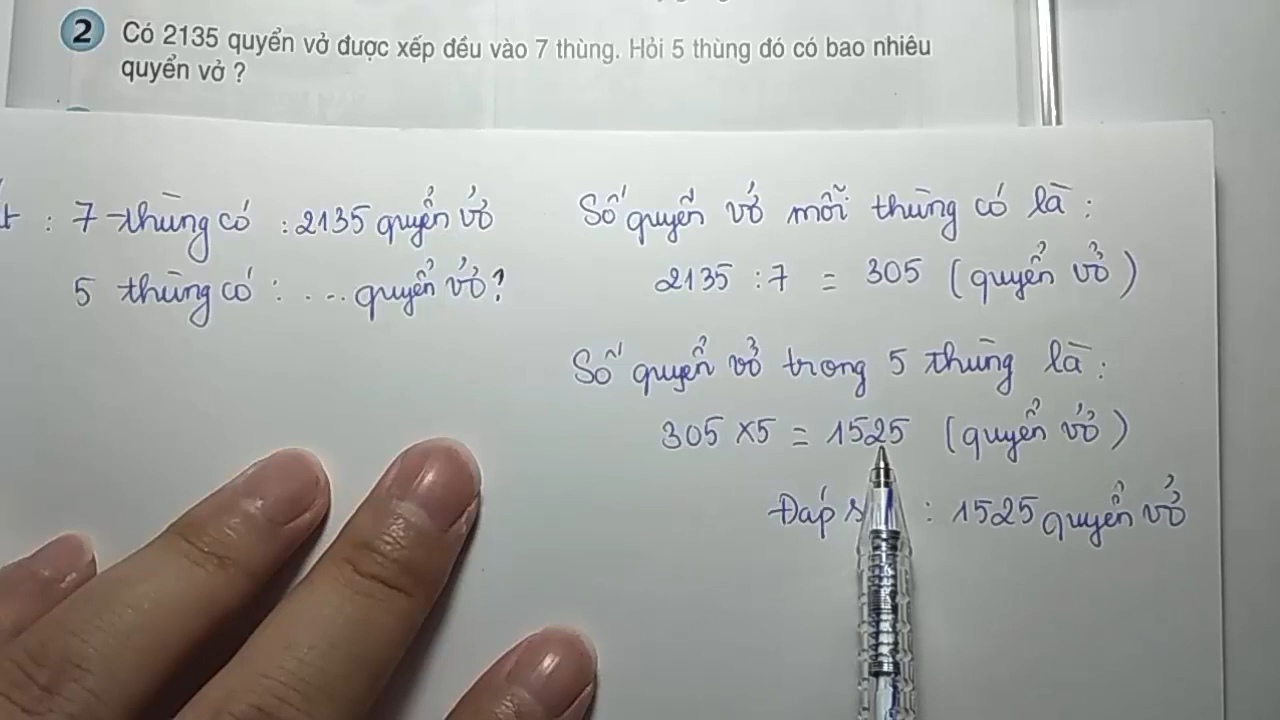 2 Có 2135 quyển vở được xếp đều vào 7 thùng. Hỏi 5 thùng đó có bao nhiêu
quyển vở ?
: 7 thùng có : 2135 quyển vở
5 thùng có : ... quyển vở?
Số quyển vở mỗi thùng có là :
2135 : 7 = 305 (quyển vở)
Số quyển vở trong 5 thùng là :
305 x 5 = 1525 (quyển vở)
Đáp : 1525 quyển vở